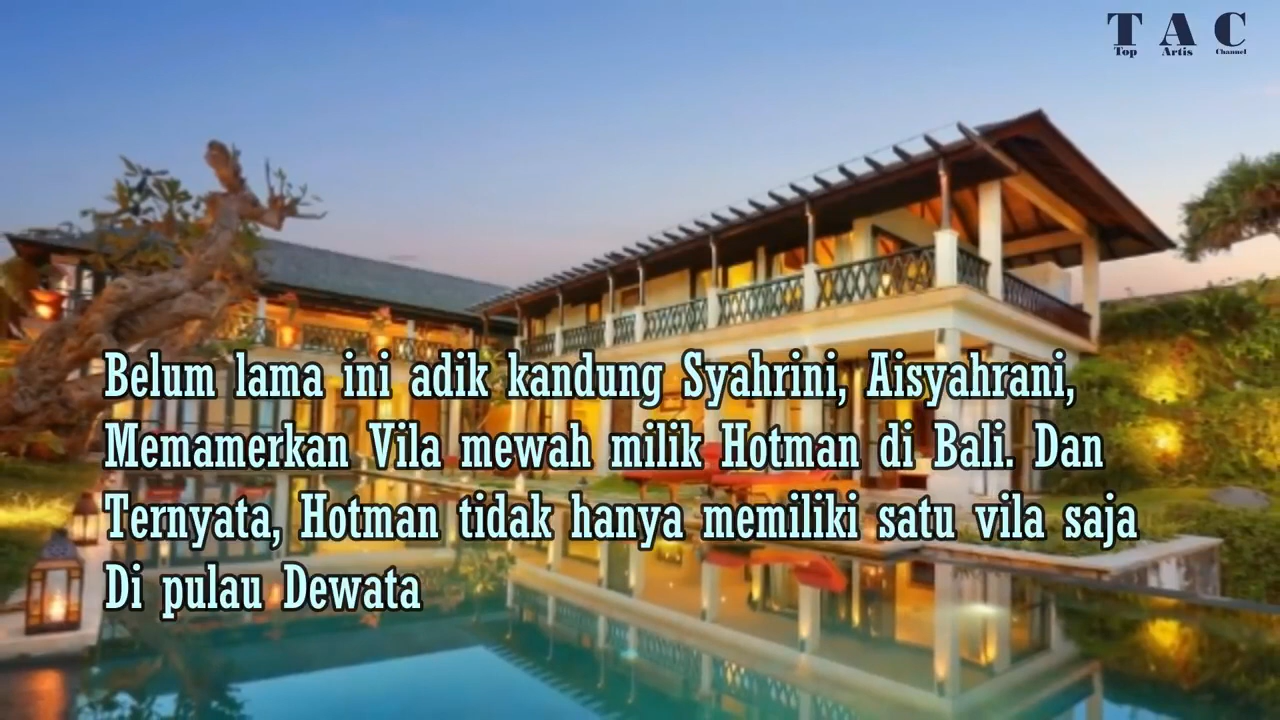 T A C
Top Artis Channel
Belum lama ini adik kandung Syahrini, Aisyahrani,
Memamerkan Vila mewah milik Hotman di Bali. Dan
Ternyata, Hotman tidak hanya memiliki satu vila saja
Di pulau Dewata